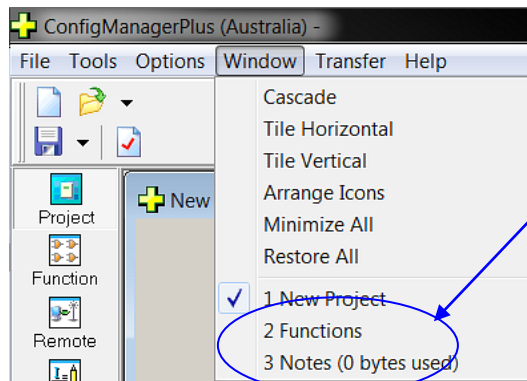 ConfigManagerPlus (Australia) -
File Tools Options Window Transfer Help
Cascade
Tile Horizontal
Tile Vertical
Arrange Icons
Minimize All
Restore All
1 New Project
2 Functions
3 Notes (0 bytes used)
New
Project
Function
Remote